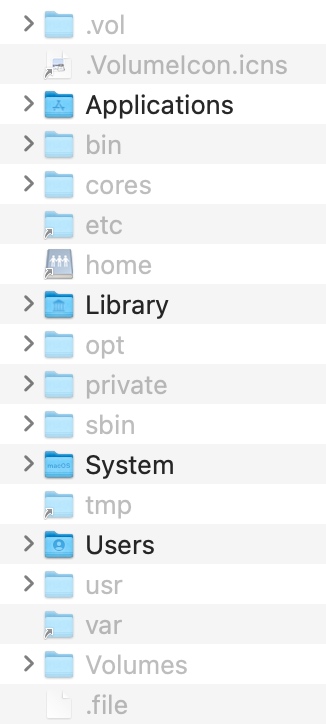 .vol
.VolumeIcon.icns
Applications
bin
cores
etc
home
Library
opt
private
sbin
System
tmp
Users
usr
var
Volumes
.file